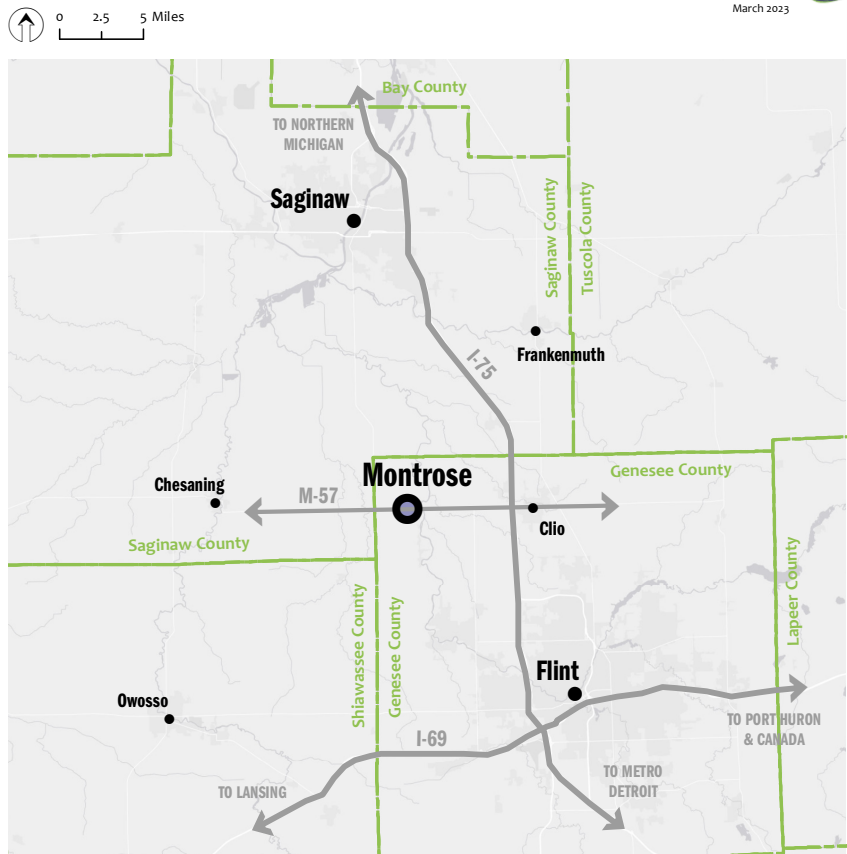 March 2023
0 2.5 5 Miles
Bay County
TO NORTHERN
MICHIGAN
Saginaw
Saginaw County
Tuscola County
Frankenmuth
I-75
Montrose
Genesee County
Chesaning
M-57
Clio
Saginaw County
Lapeer County
Shiawassee County
Genesee County
Flint
Owosso
TO PORT HURON
& CANADA
I-69
TO METRO
DETROIT
TO LANSING